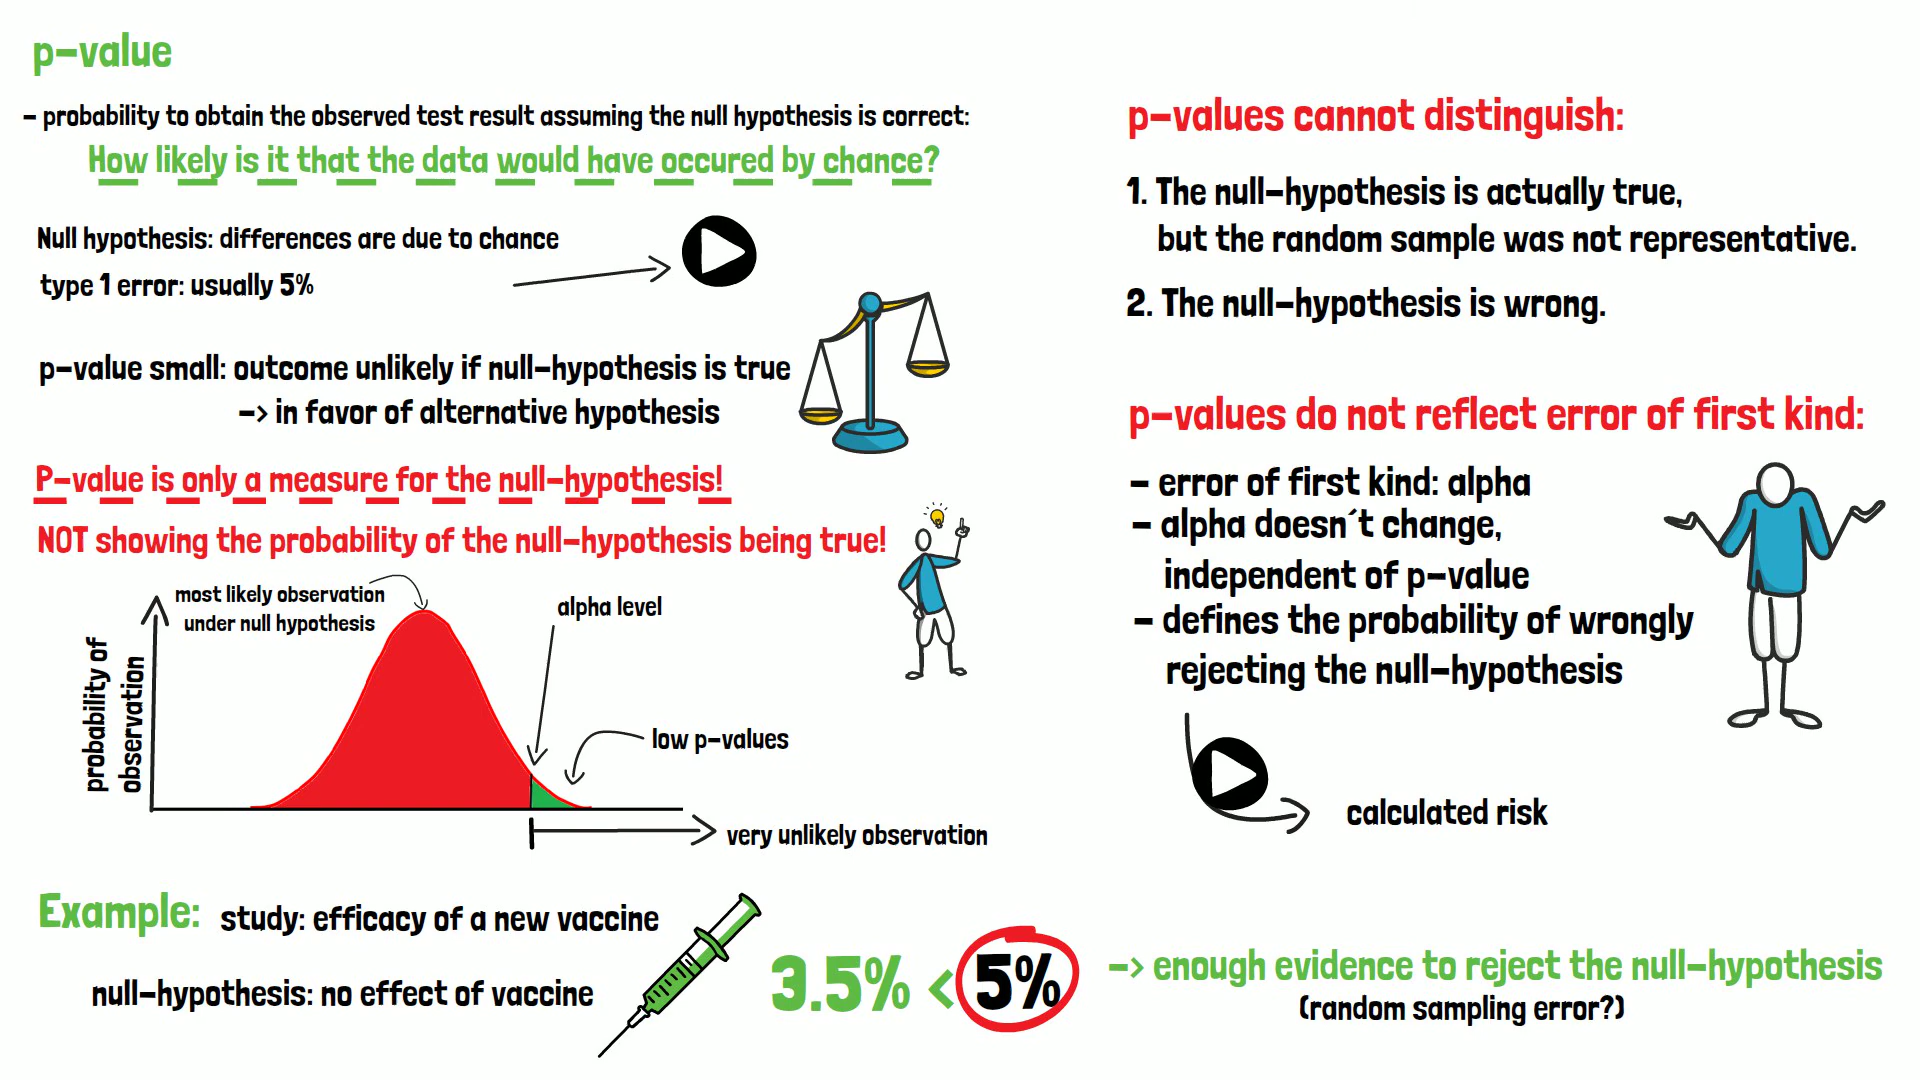 p-value
- probability to obtain the observed test result assuming the null hypothesis is correct:
How likely is it that the data would have occured by chance?
Null hypothesis: differences are due to chance
type 1 error: usually 5%
p-value small: outcome unlikely if null-hypothesis is true
-> in favor of alternative hypothesis
P-value is only a measure for the null-hypothesis!
NOT showing the probability of the null-hypothesis being true!
most likely observation
under null hypothesis
alpha level
probability of
observation
low p-values
very unlikely observation
Example: study: efficacy of a new vaccine
null-hypothesis: no effect of vaccine
3.5% < 5%
p-values cannot distinguish:
1. The null-hypothesis is actually true,
but the random sample was not representative.
2. The null-hypothesis is wrong.
p-values do not reflect error of first kind:
- error of first kind: alpha
- alpha doesn´t change,
independent of p-value
- defines the probability of wrongly
rejecting the null-hypothesis
calculated risk
-> enough evidence to reject the null-hypothesis
(random sampling error?)